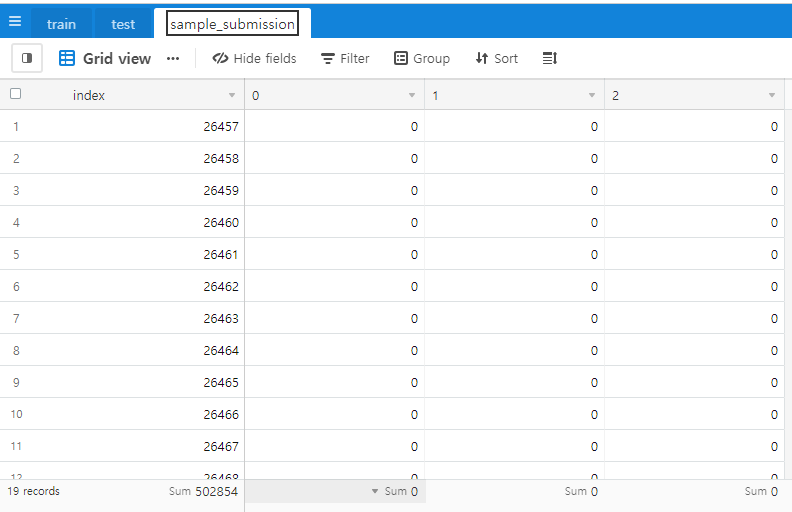 train test sample_submission
Grid view Hide fields Filter Group Sort
index 0 1 2
1 26457 0 0 0
2 26458 0 0 0
3 26459 0 0 0
4 26460 0 0 0
5 26461 0 0 0
6 26462 0 0 0
7 26463 0 0 0
8 26464 0 0 0
9 26465 0 0 0
10 26466 0 0 0
11 26467 0 0 0
12 26468 0 0 0
19 records Sum 502854 Sum 0 Sum 0 Sum 0